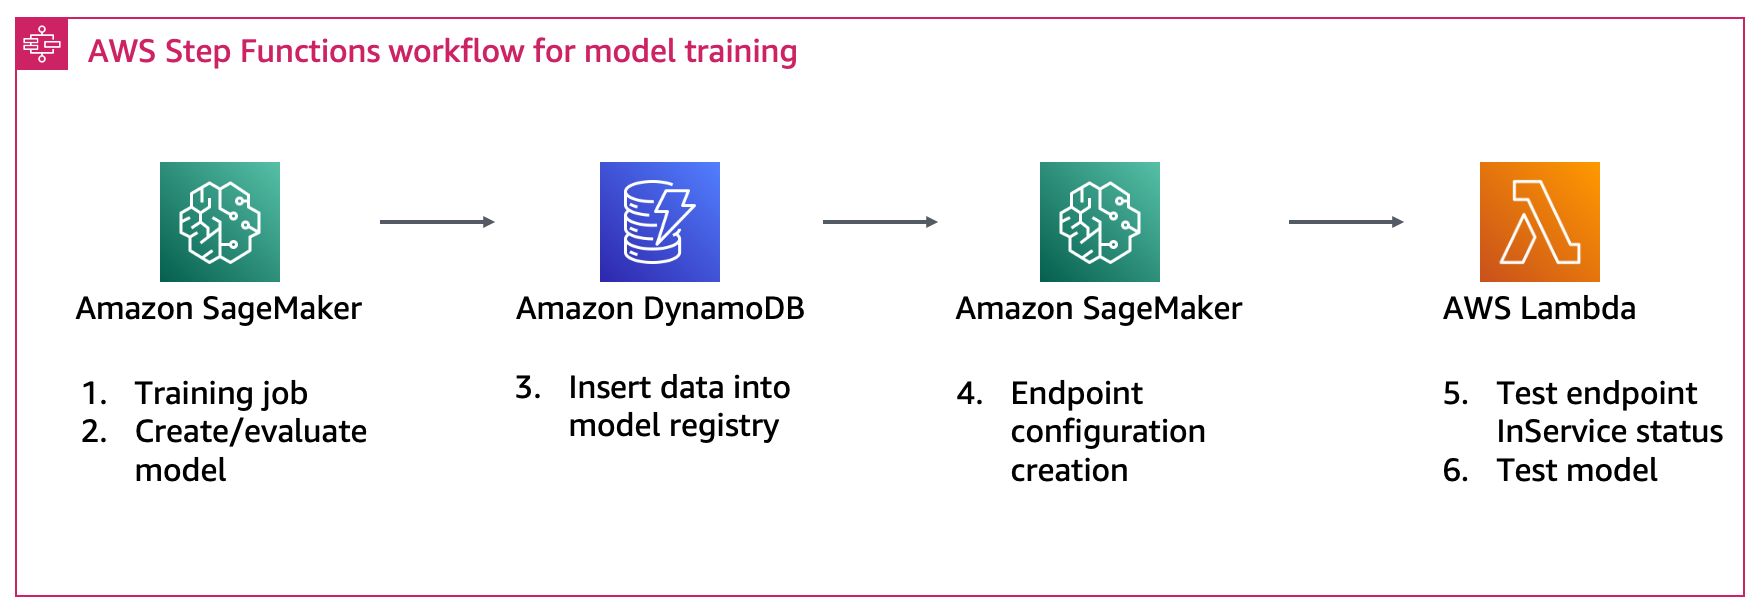 AWS Step Functions workflow for model training
Amazon SageMaker
1. Training job
2. Create/evaluate
model
Amazon DynamoDB
3. Insert data into
model registry
Amazon SageMaker
4. Endpoint
configuration
creation
AWS Lambda
5. Test endpoint
InService status
6. Test model